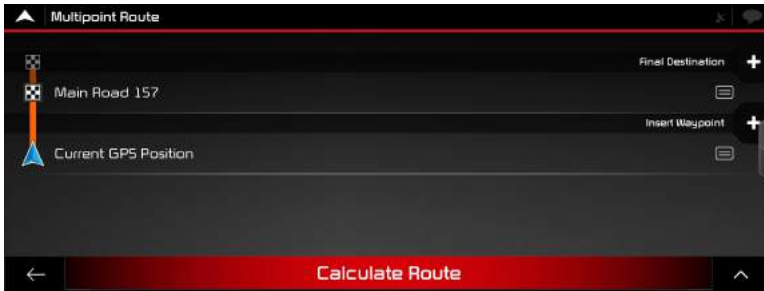 Multipoint Route
Final Destination
Main Road 157
Insert Waypoint
Current GPS Position
Calculate Route